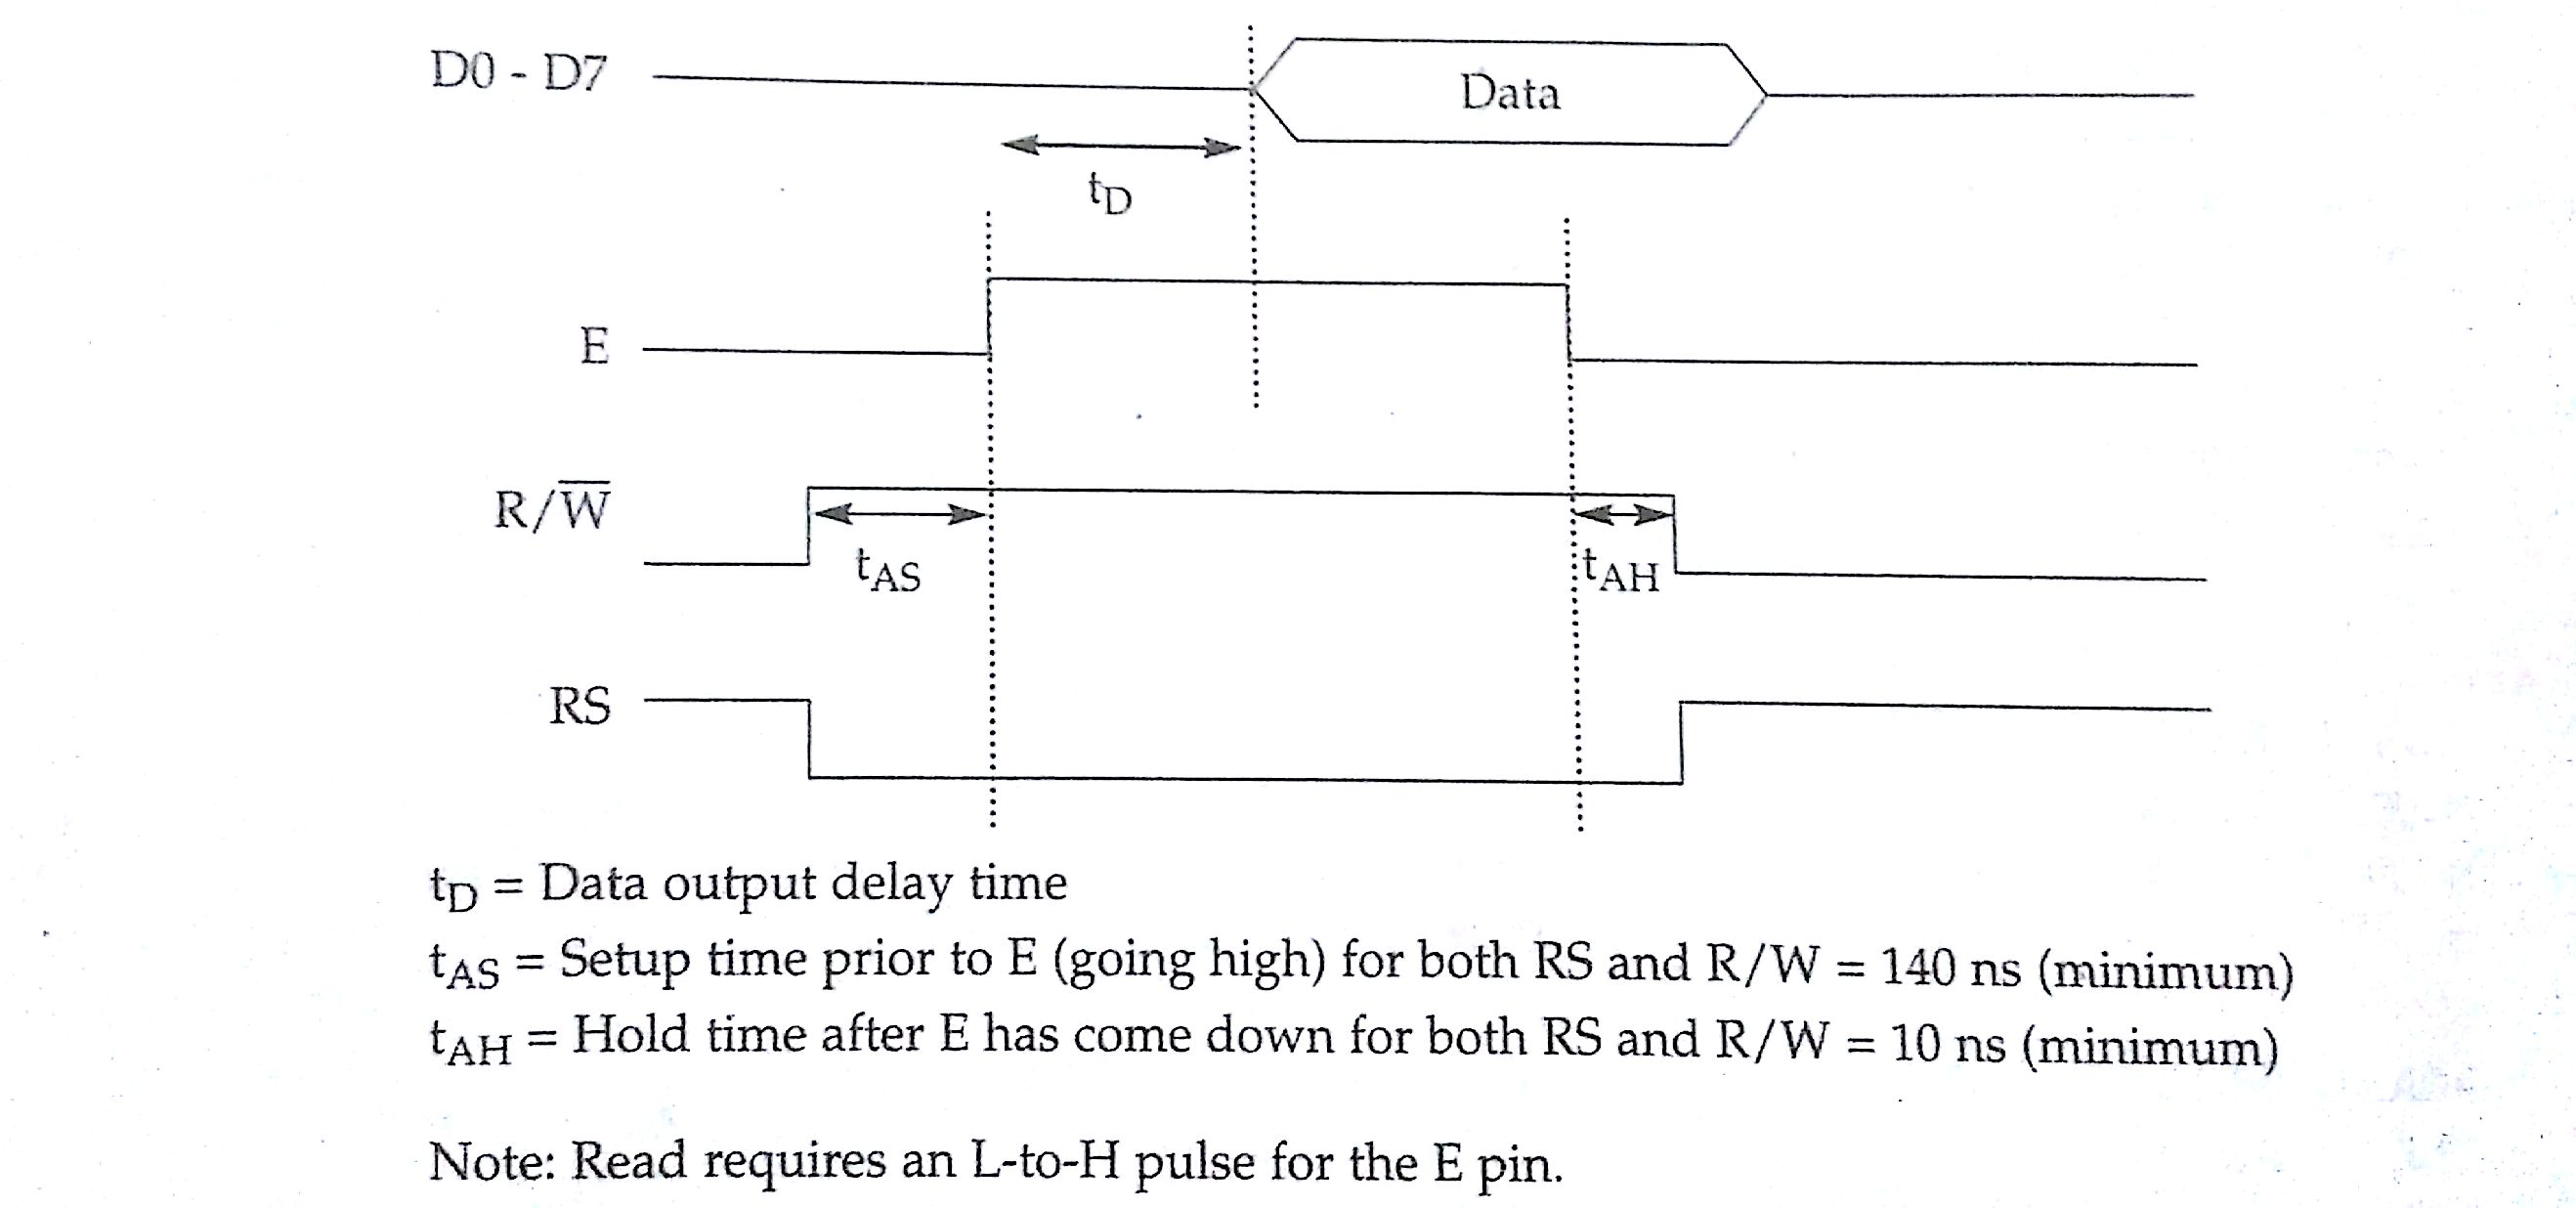 D0 - D7
Data
tD
E
R/W̅
tAS
tAH
RS
tD = Data output delay time
tAS = Setup time prior to E (going high) for both RS and R/W = 140 ns (minimum)
tAH = Hold time after E has come down for both RS and R/W = 10 ns (minimum)
Note: Read requires an L-to-H pulse for the E pin.